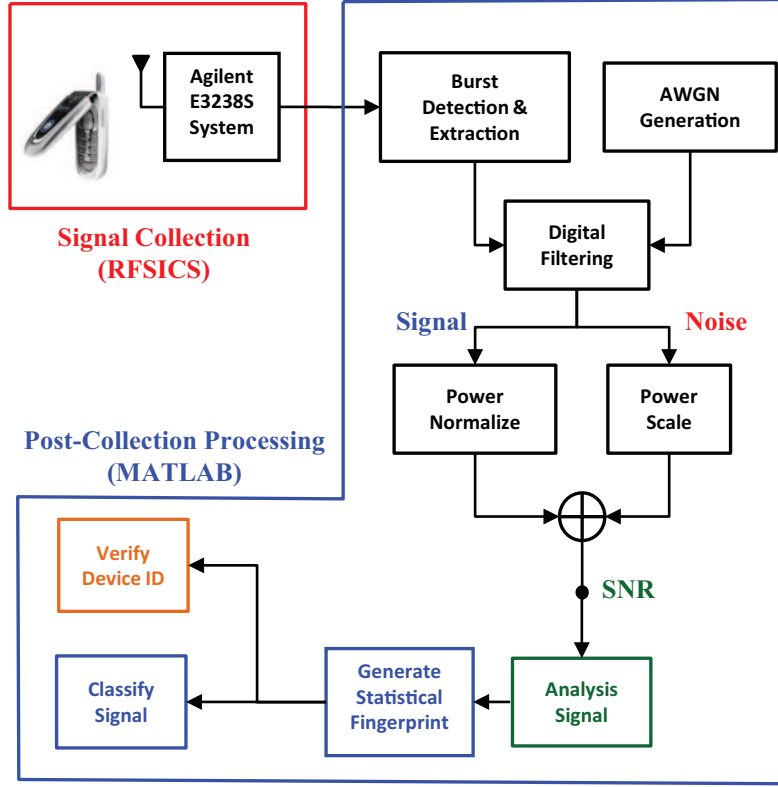 Agilent
E3238S
System
Burst
Detection &
Extraction
AWGN
Generation
Signal Collection
(RFSICS)
Digital
Filtering
Signal
Noise
Power
Normalize
Power
Scale
Post-Collection Processing
(MATLAB)
SNR
Verify
Device ID
Classify
Signal
Generate
Statistical
Fingerprint
Analysis
Signal